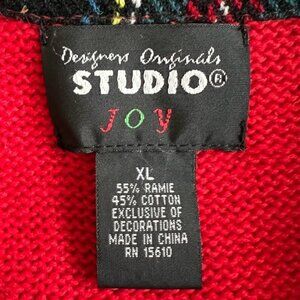 Designers Originals
STUDIO®
JOY
XL
55% RAMIE
45% COTTON
EXCLUSIVE OF
DECORATIONS
MADE IN CHINA
RN 15610